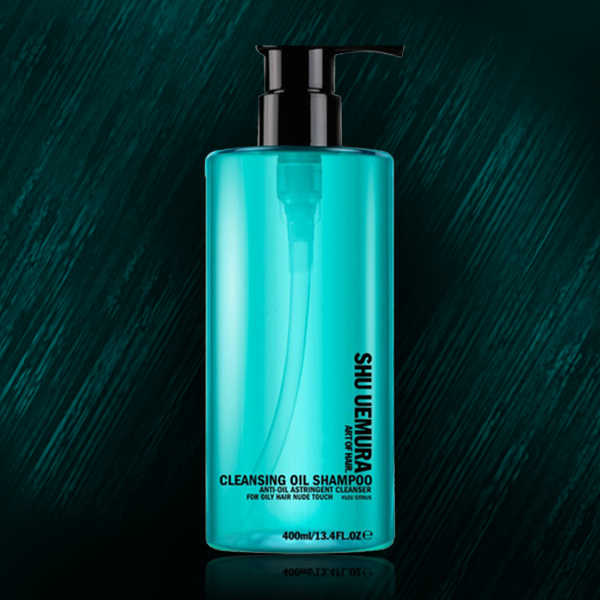 SHU UEMURA
ART OF HAIR.
CLEANSING OIL SHAMPOO
ANTI-OIL ASTRINGENT CLEANSER
FOR OILY HAIR NUDE TOUCH YUZU CITRUS
400ml/13.4FL.OZ℮